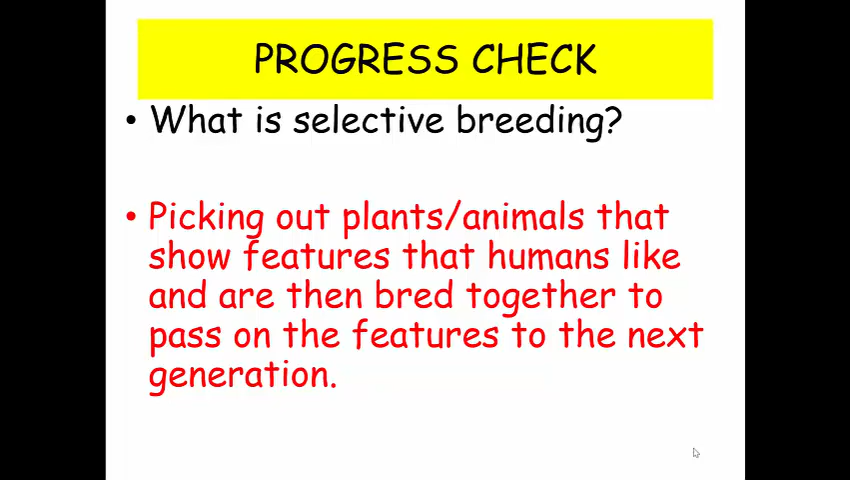 PROGRESS CHECK
• What is selective breeding?
• Picking out plants/animals that
show features that humans like
and are then bred together to
pass on the features to the next
generation.